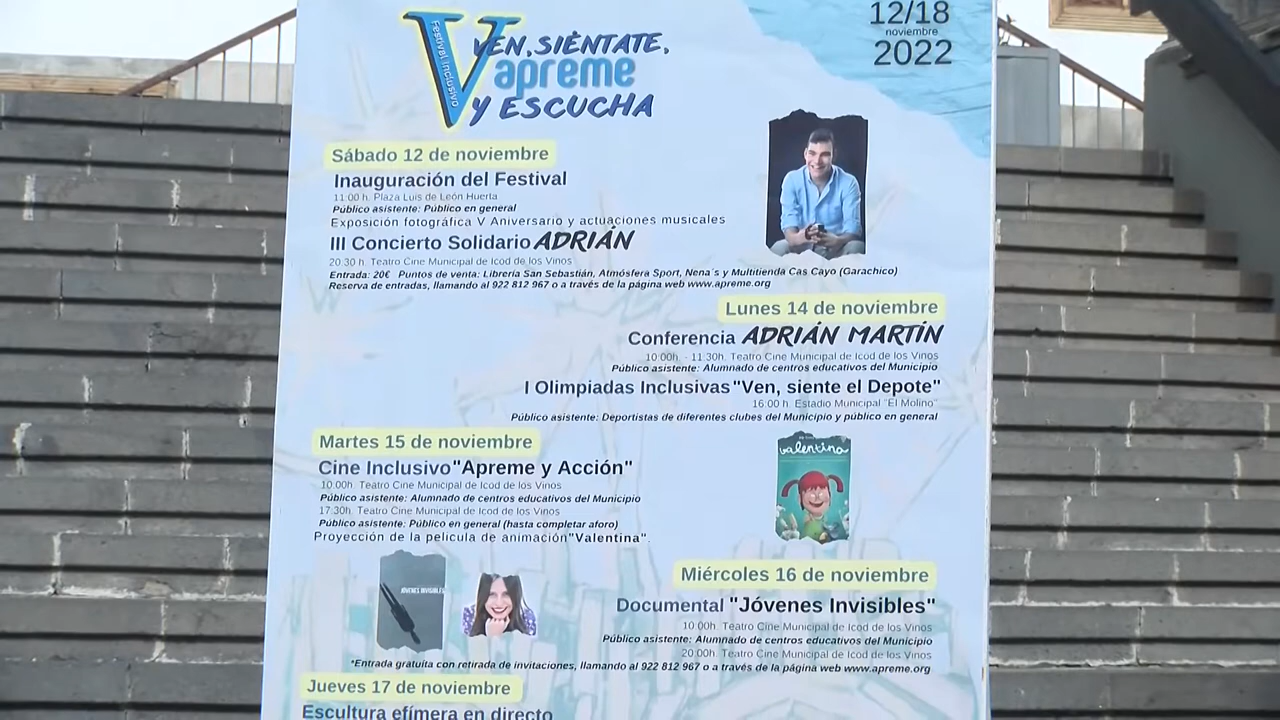 V
Festival Inclusivo
VEN, SIÉNTATE,
apreme
Y ESCUCHA
12/18
noviembre
2022
Sábado 12 de noviembre
Inauguración del Festival
11:00 h. Plaza Luis de León Huerta
Público asistente: Público en general
Exposición fotográfica V Aniversario y actuaciones musicales
III Concierto Solidario ADRIÁN
20.30 h. Teatro Cine Municipal de Icod de los Vinos
Entrada: 20€ Puntos de venta: Librería San Sebastián, Atmósfera Sport, Nena´s y Multitienda Cas Cayo (Garachico)
Reserva de entradas, llamando al 922 812 967 o a través de la página web www.apreme.org
Lunes 14 de noviembre
Conferencia ADRIÁN MARTÍN
10:00h. - 11:30h. Teatro Cine Municipal de Icod de los Vinos
Público asistente: Alumnado de centros educativos del Municipio
I Olimpiadas Inclusivas "Ven, siente el Depote"
16:00 h. Estadio Municipal "El Molino"
Público asistente: Deportistas de diferentes clubes del Municipio y público en general
Martes 15 de noviembre
Cine Inclusivo "Apreme y Acción"
10:00h. Teatro Cine Municipal de Icod de los Vinos
Público asistente: Alumnado de centros educativos del Municipio
17:30h. Teatro Cine Municipal de Icod de los Vinos
Público asistente: Público en general (hasta completar aforo)
Proyección de la película de animación "Valentina".
valentina
JÓVENES INVISIBLES
Miércoles 16 de noviembre
Documental "Jóvenes Invisibles"
10:00h. Teatro Cine Municipal de Icod de los Vinos
Público asistente: Alumnado de centros educativos del Municipio
20:00h. Teatro Cine Municipal de Icod de los Vinos
*Entrada gratuita con retirada de invitaciones, llamando al 922 812 967 o a través de la página web www.apreme.org
Jueves 17 de noviembre
Escultura efímera en directo